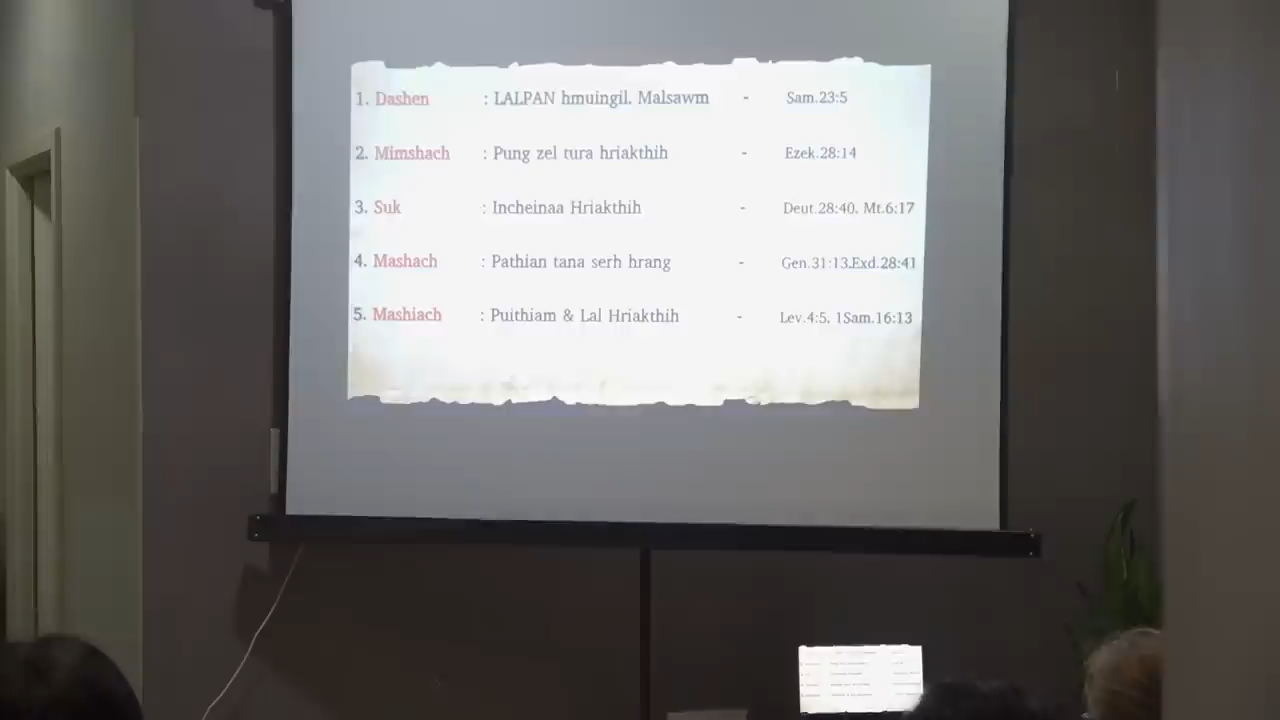 1. Dashen : LALPAN hmuingil. Malsawm - Sam.23:5
2. Mimshach : Pung zel tura hriakthih - Ezek.28:14
3. Suk : Incheinaa Hriakthih - Deut.28:40. Mt.6:17
4. Mashach : Pathian tana serh hrang - Gen.31:13.Exd.28:41
5. Mashiach : Puithiam & Lal Hriakthih - Lev.4:5, 1Sam.16:13